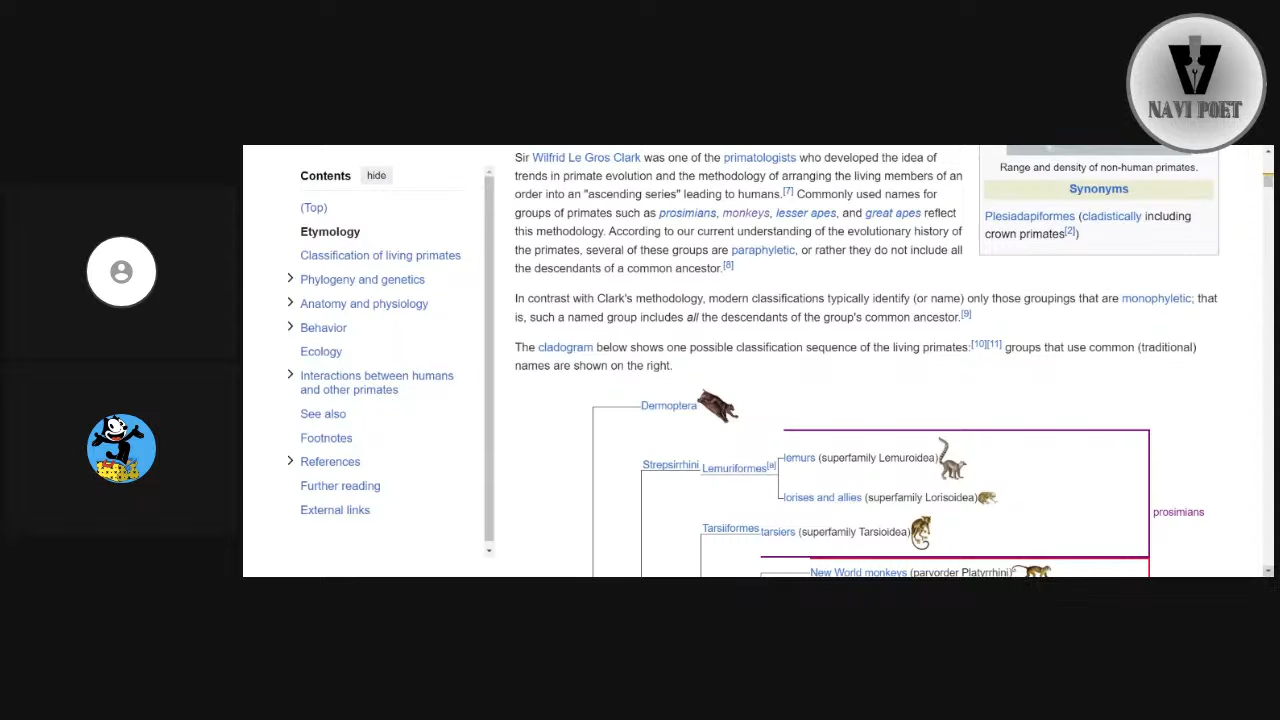 NAVI POET
Contents hide
(Top)
Etymology
Classification of living primates
Phylogeny and genetics
Anatomy and physiology
Behavior
Ecology
Interactions between humans
and other primates
See also
Footnotes
References
Further reading
External links
Sir Wilfrid Le Gros Clark was one of the primatologists who developed the idea of
trends in primate evolution and the methodology of arranging the living members of an
order into an "ascending series" leading to humans.[7] Commonly used names for
groups of primates such as prosimians, monkeys, lesser apes, and great apes reflect
this methodology. According to our current understanding of the evolutionary history of
the primates, several of these groups are paraphyletic, or rather they do not include all
the descendants of a common ancestor.[8]
Range and density of non-human primates.
Synonyms
Plesiadapiformes (cladistically including
crown primates[2])
In contrast with Clark's methodology, modern classifications typically identify (or name) only those groupings that are monophyletic; that
is, such a named group includes all the descendants of the group's common ancestor.[9]
The cladogram below shows one possible classification sequence of the living primates:[10][11] groups that use common (traditional)
names are shown on the right.
Dermoptera
Strepsirrhini Lemuriformes[a] lemurs (superfamily Lemuroidea)
lorises and allies (superfamily Lorisoidea)
prosimians
Tarsiiformes tarsiers (superfamily Tarsioidea)
New World monkeys (parvorder Platyrrhini)